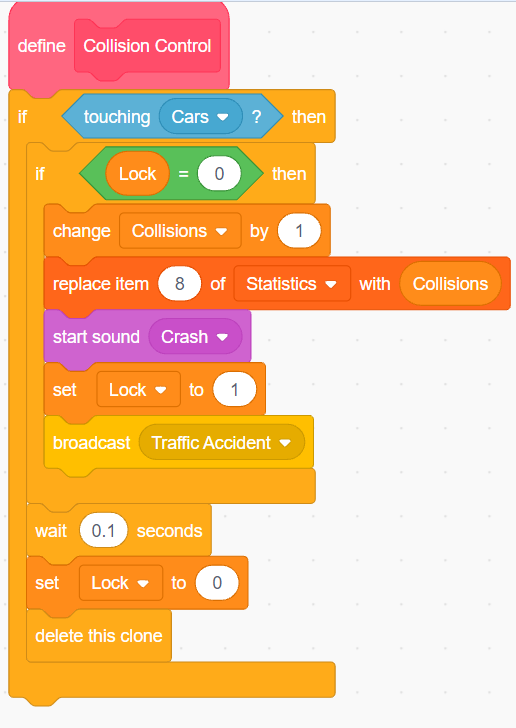 define Collision Control
if touching Cars ? then
if Lock = 0 then
change Collisions by 1
replace item 8 of Statistics with Collisions
start sound Crash
set Lock to 1
broadcast Traffic Accident
wait 0.1 seconds
set Lock to 0
delete this clone